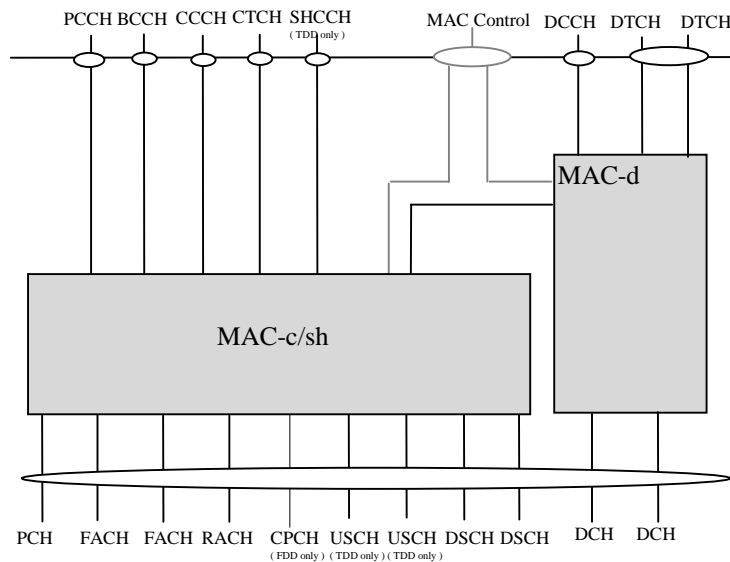 PCCH BCCH CCCH CTCH SHCCH MAC Control DCCH DTCH DTCH
( TDD only )
MAC-d
MAC-c/sh
PCH FACH FACH RACH CPCH USCH USCH DSCH DSCH DCH DCH
( FDD only ) ( TDD only ) ( TDD only )